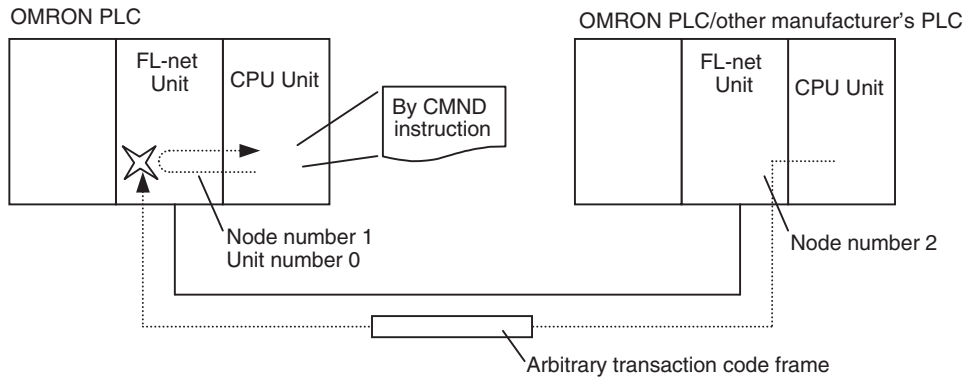 OMRON PLC
OMRON PLC/other manufacturer's PLC
FL-net
Unit
CPU Unit
By CMND
instruction
FL-net
Unit
CPU Unit
Node number 1
Unit number 0
Node number 2
Arbitrary transaction code frame